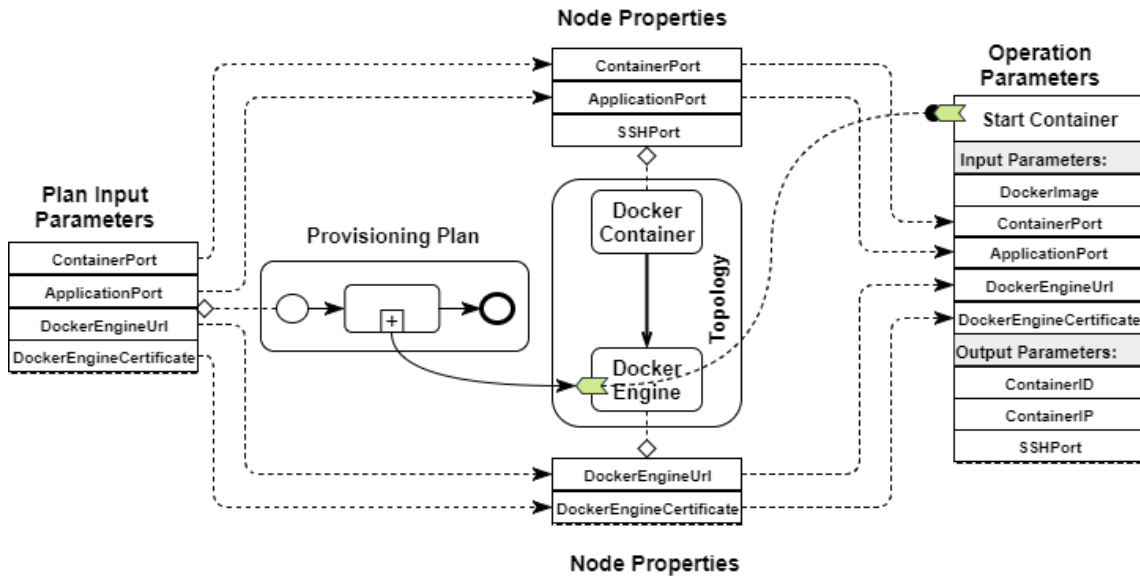 Node Properties
ContainerPort
ApplicationPort
SSHPort
Operation
Parameters
Start Container
Input Parameters:
DockerImage
ContainerPort
ApplicationPort
DockerEngineUrl
DockerEngineCertificate
Output Parameters:
ContainerID
ContainerIP
SSHPort
Plan Input
Parameters
ContainerPort
ApplicationPort
DockerEngineUrl
DockerEngineCertificate
Provisioning Plan
Docker
Container
Topology
Docker
Engine
DockerEngineUrl
DockerEngineCertificate
Node Properties